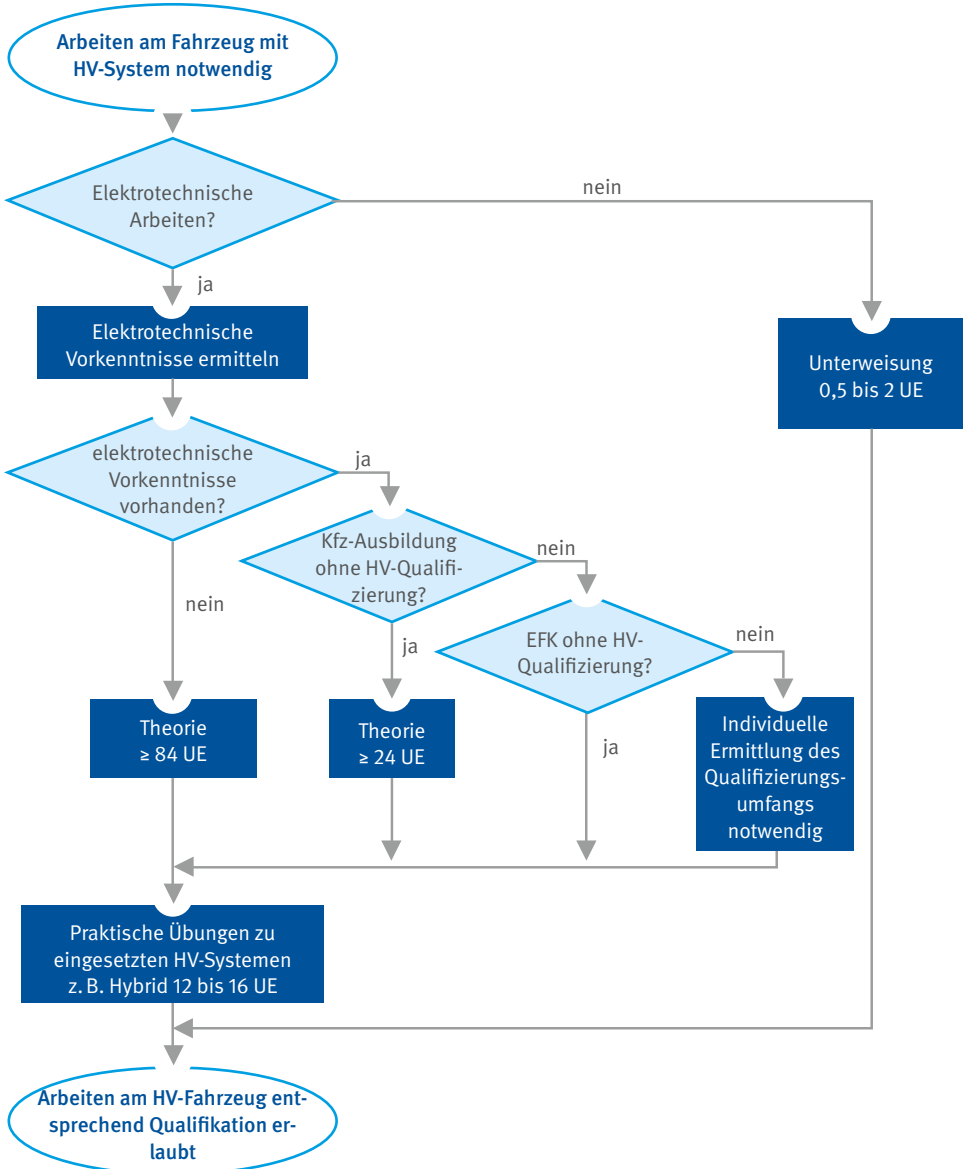 Arbeiten am Fahrzeug mit
HV-System notwendig
Elektrotechnische
Arbeiten?
nein
ja
Elektrotechnische
Vorkenntnisse ermitteln
Unterweisung
0,5 bis 2 UE
elektrotechnische
Vorkenntnisse
vorhanden?
ja
nein
Kfz-Ausbildung
ohne HV-Qualifi-
zierung?
nein
ja
EFK ohne HV-
Qualifizierung?
nein
ja
Theorie
≥ 84 UE
Theorie
≥ 24 UE
Individuelle
Ermittlung des
Qualifizierungs-
umfangs
notwendig
Praktische Übungen zu
eingesetzten HV-Systemen
z. B. Hybrid 12 bis 16 UE
Arbeiten am HV-Fahrzeug ent-
sprechend Qualifikation er-
laubt